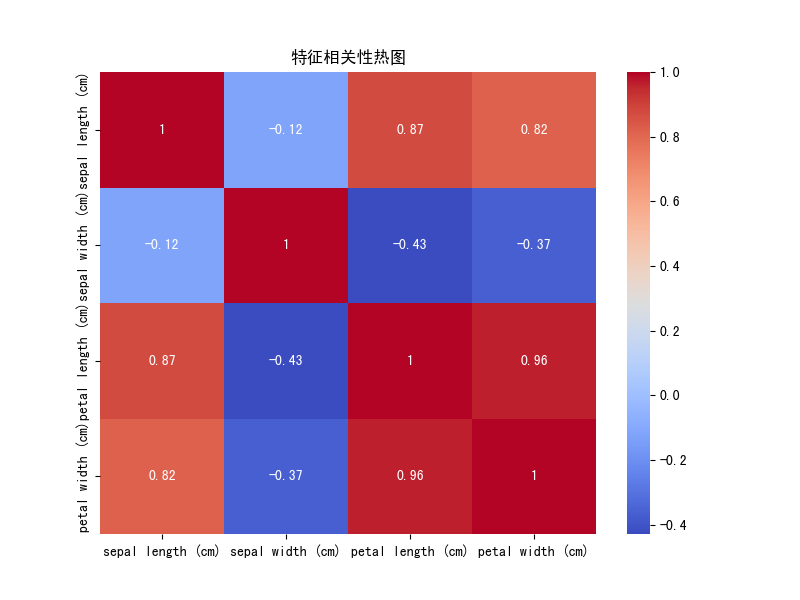 特征相关性热图
sepal length (cm)
1
-0.12
0.87
0.82
sepal width (cm)
-0.12
1
-0.43
-0.37
petal length (cm)
0.87
-0.43
1
0.96
petal width (cm)
0.82
-0.37
0.96
1
sepal length (cm)
sepal width (cm)
petal length (cm)
petal width (cm)
1.0
0.8
0.6
0.4
0.2
0.0
-0.2
-0.4